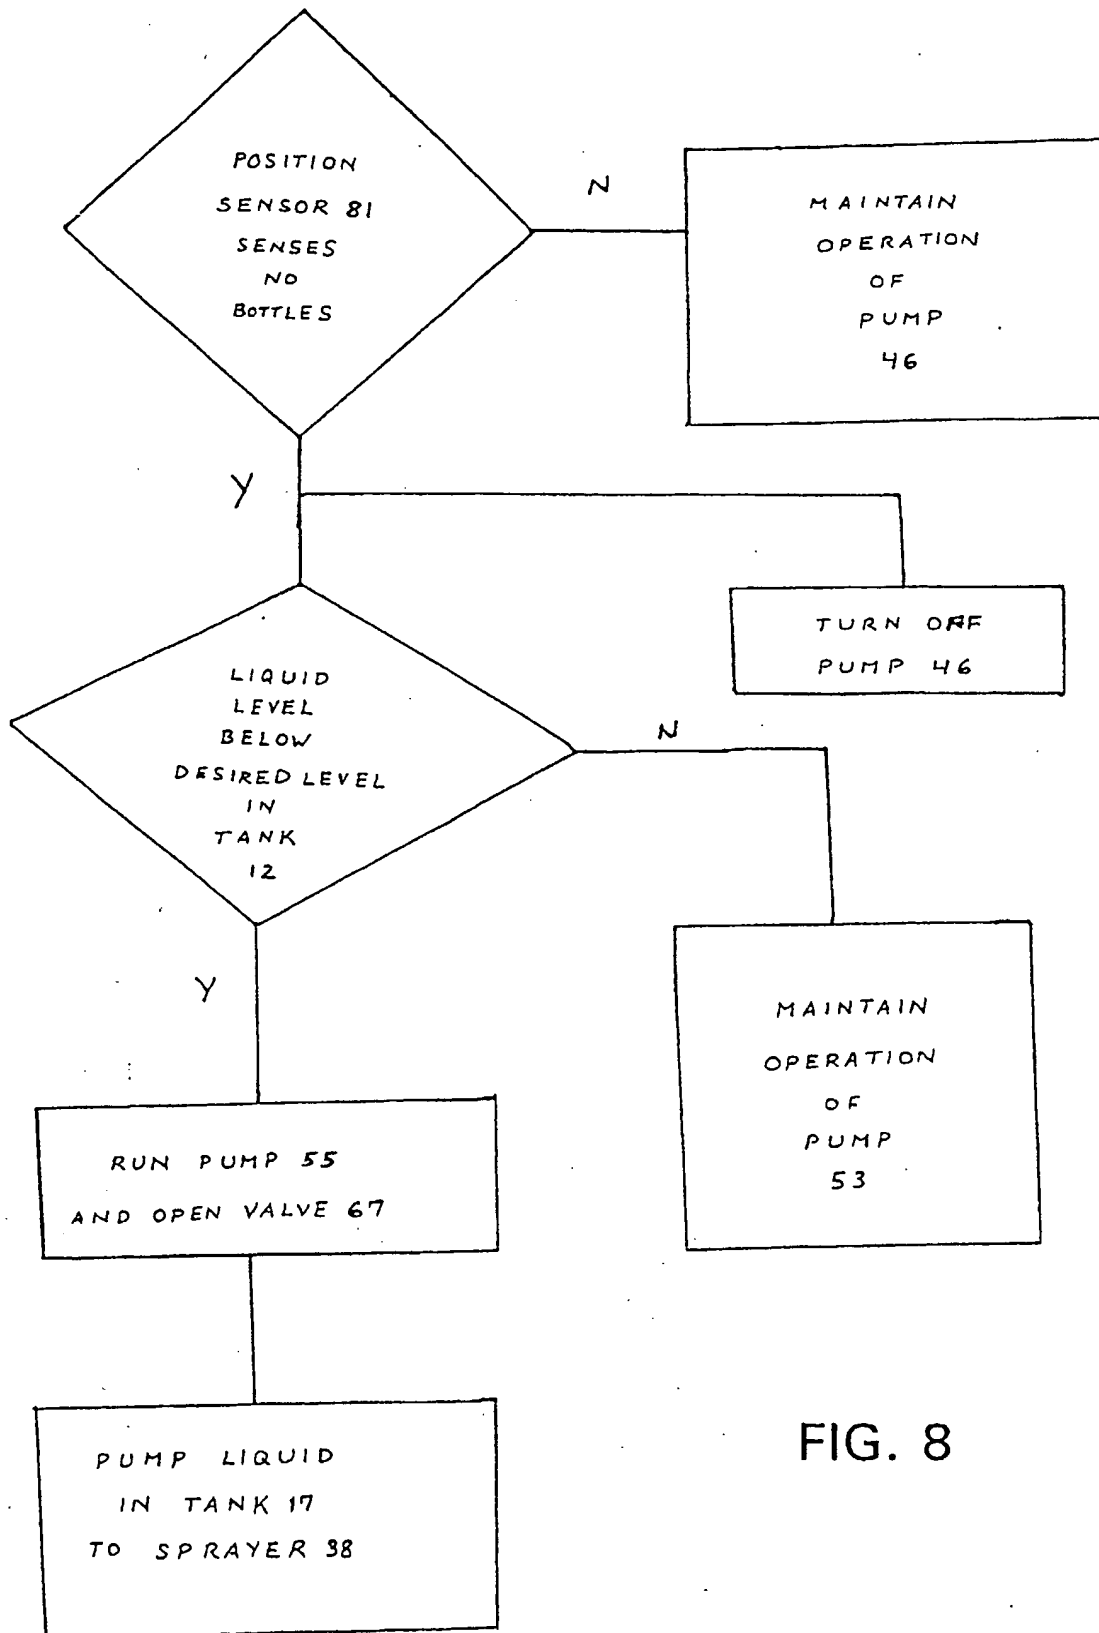 POSITION
SENSOR 81
SENSES
NO
BOTTLES
N
MAINTAIN
OPERATION
OF
PUMP
46
Y
TURN OFF
PUMP 46
LIQUID
LEVEL
BELOW
DESIRED LEVEL
IN
TANK
12
N
MAINTAIN
OPERATION
OF
PUMP
53
Y
RUN PUMP 55
AND OPEN VALVE 67
PUMP LIQUID
IN TANK 17
TO SPRAYER 38
FIG. 8